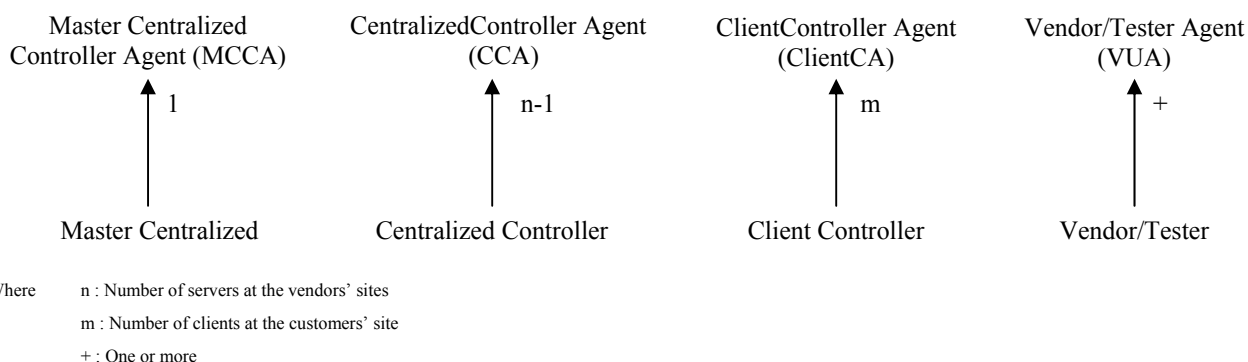 Master Centralized
Controller Agent (MCCA)
CentralizedController Agent
(CCA)
ClientController Agent
(ClientCA)
Vendor/Tester Agent
(VUA)
1
n-1
m
+
Master Centralized
Centralized Controller
Client Controller
Vendor/Tester
here n : Number of servers at the vendors’ sites
m : Number of clients at the customers’ site
+ : One or more